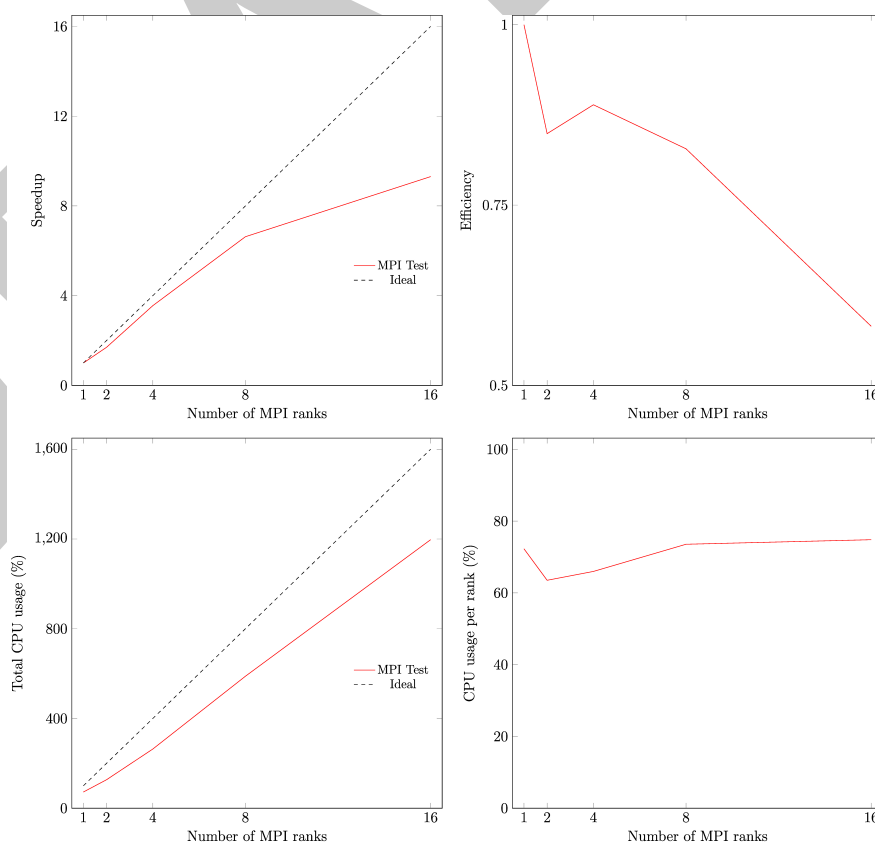 16
12
8
4
0
Speedup
MPI Test
Ideal
1 2 4 8 16
Number of MPI ranks
1
0.75
0.5
Efficiency
1 2 4 8 16
Number of MPI ranks
1,600
1,200
800
400
0
Total CPU usage (%)
MPI Test
Ideal
1 2 4 8 16
Number of MPI ranks
100
80
60
40
20
0
CPU usage per rank (%)
1 2 4 8 16
Number of MPI ranks